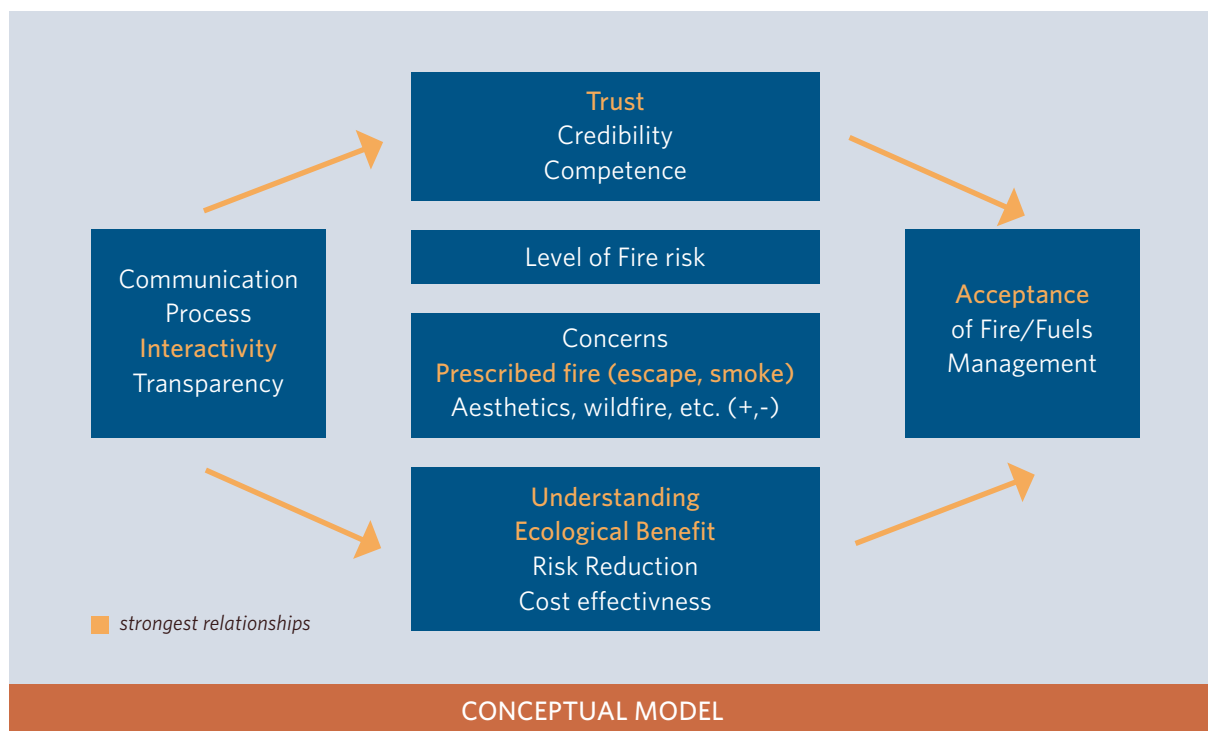 Trust
Credibility
Competence
Level of Fire risk
Communication
Process
Interactivity
Transparency
Concerns
Prescribed fire (escape, smoke)
Aesthetics, wildfire, etc. (+,-)
Acceptance
of Fire/Fuels
Management
Understanding
Ecological Benefit
Risk Reduction
Cost effectivness
strongest relationships
CONCEPTUAL MODEL